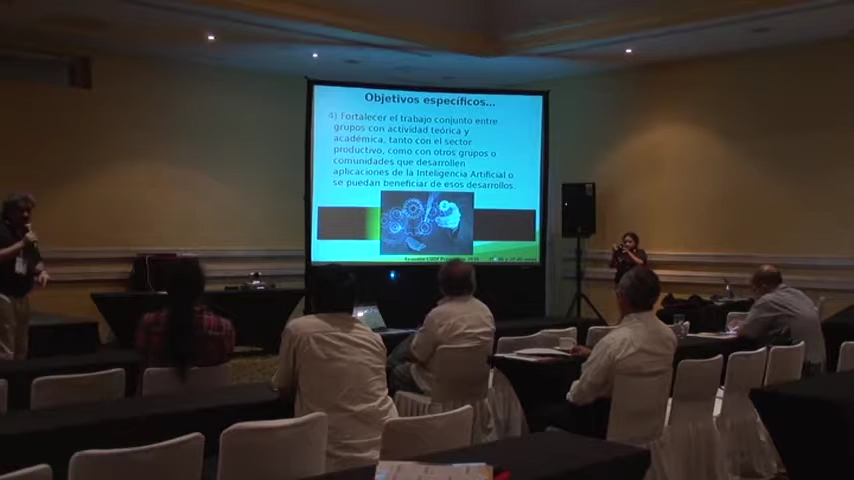 Objetivos específicos...
4) Fortalecer el trabajo conjunto entre
grupos con actividad teórica y
académica, tanto con el sector
productivo, como con otros grupos o
comunidades que desarrollen
aplicaciones de la Inteligencia Artificial o
se puedan beneficiar de esos desarrollos.